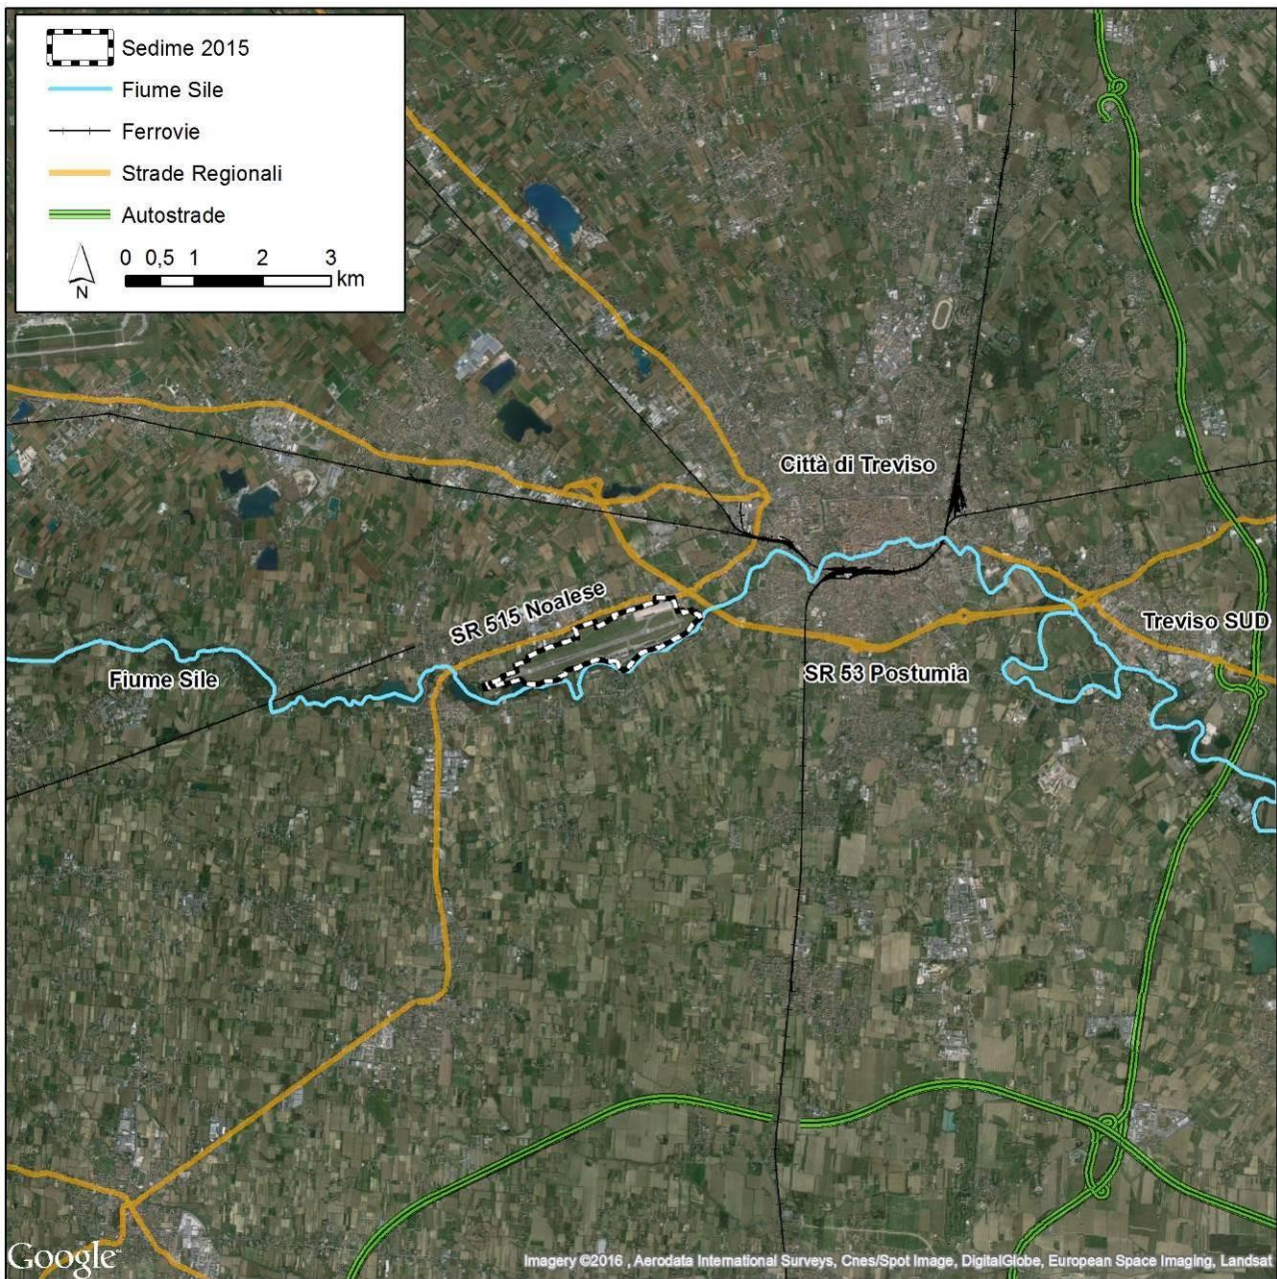 Sedime 2015
Fiume Sile
Ferrovie
Strade Regionali
Autostrade
0 0,5 1 2 3
km
N
Città di Treviso
SR 515 Noalese
Treviso SUD
Fiume Sile
SR 53 Postumia
Google
Imagery ©2016 , Aerodata International Surveys, Cnes/Spot Image, DigitalGlobe, European Space Imaging, Landsat